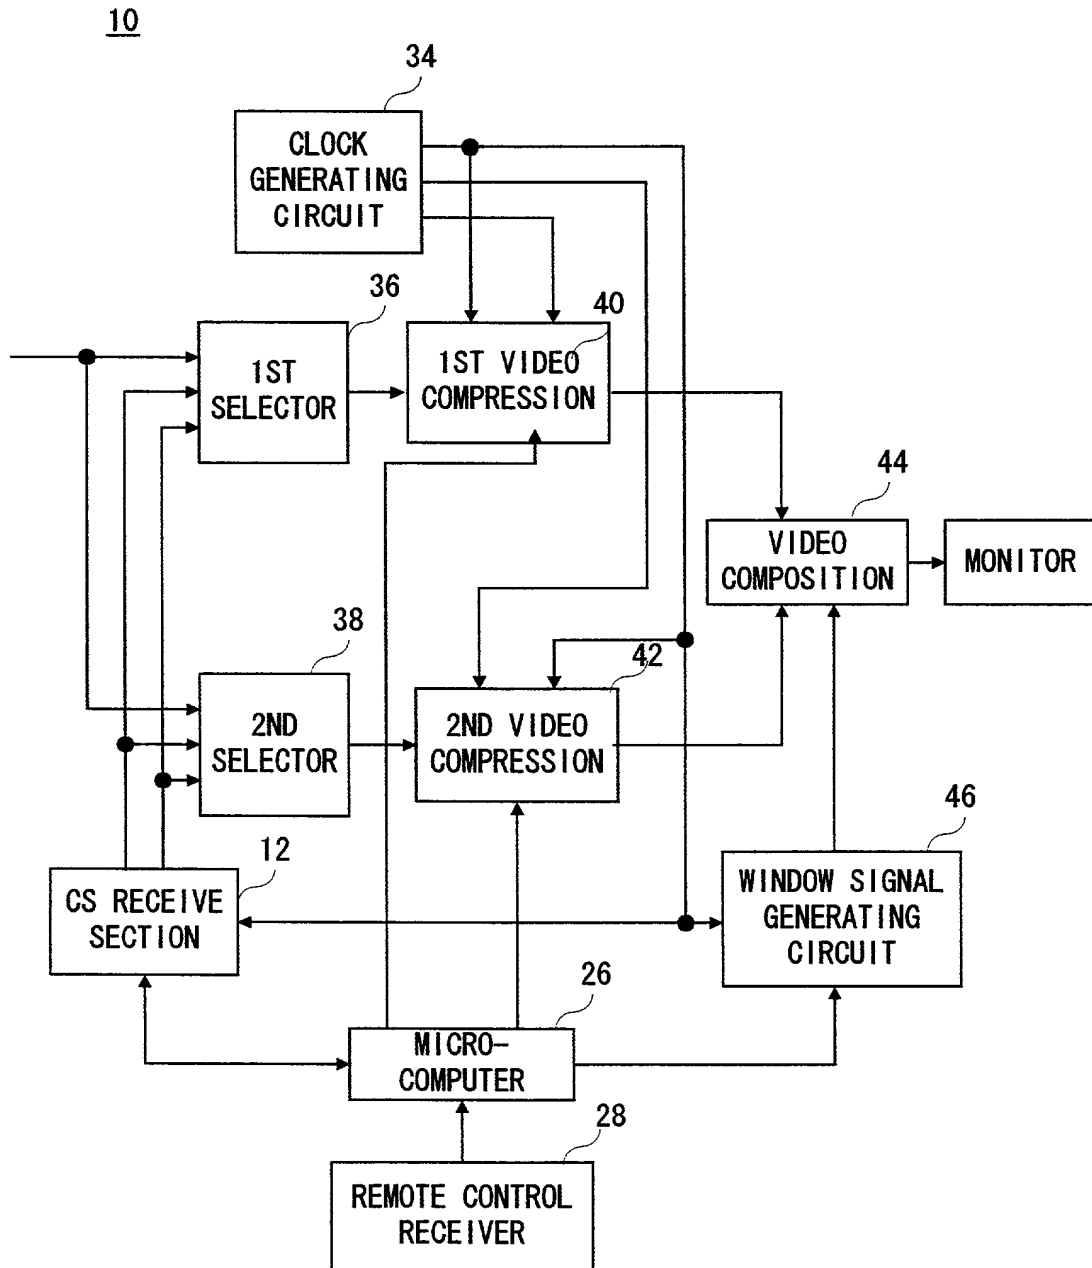 10
34
CLOCK
GENERATING
CIRCUIT
36
40
1ST
SELECTOR
1ST VIDEO
COMPRESSION
44
VIDEO
COMPOSITION
MONITOR
38
42
2ND
SELECTOR
2ND VIDEO
COMPRESSION
12
46
CS RECEIVE
SECTION
WINDOW SIGNAL
GENERATING
CIRCUIT
26
MICRO-
COMPUTER
28
REMOTE CONTROL
RECEIVER